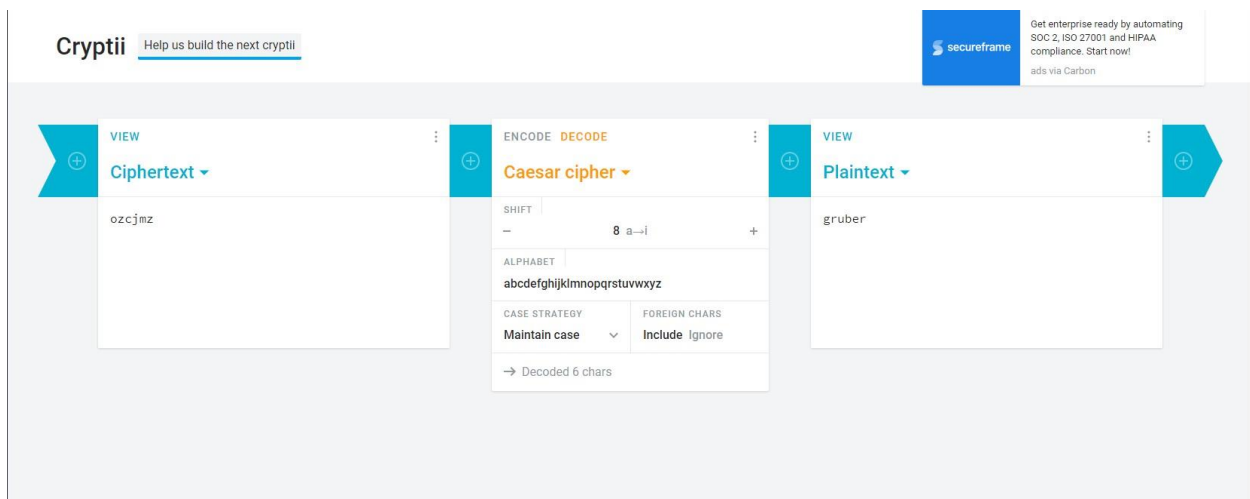 Cryptii
Help us build the next cryptii
secureframe
Get enterprise ready by automating
SOC 2, ISO 27001 and HIPAA
compliance. Start now!
ads via Carbon
VIEW
Ciphertext
ozcjmz
ENCODE DECODE
Caesar cipher
SHIFT
− 8 a→i +
ALPHABET
abcdefghijklmnopqrstuvwxyz
CASE STRATEGY
Maintain case
FOREIGN CHARS
Include Ignore
→ Decoded 6 chars
VIEW
Plaintext
gruber